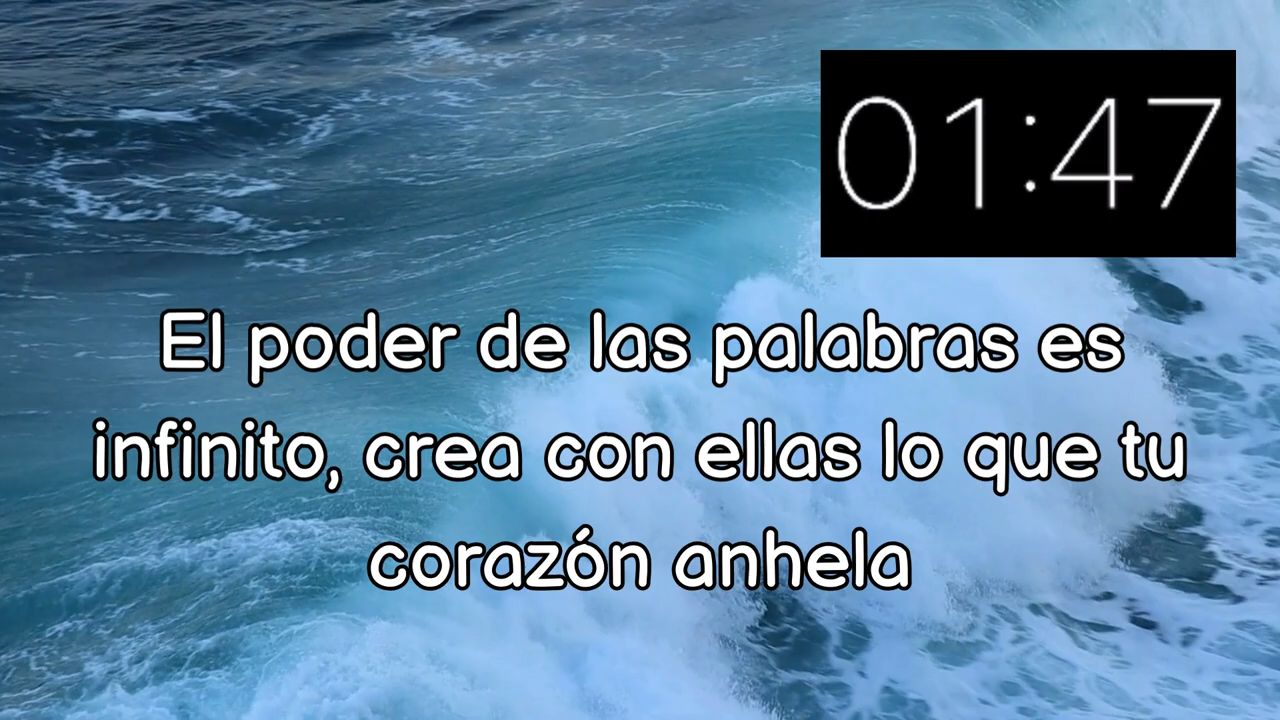 01:47
El poder de las palabras es
infinito, crea con ellas lo que tu
corazón anhela